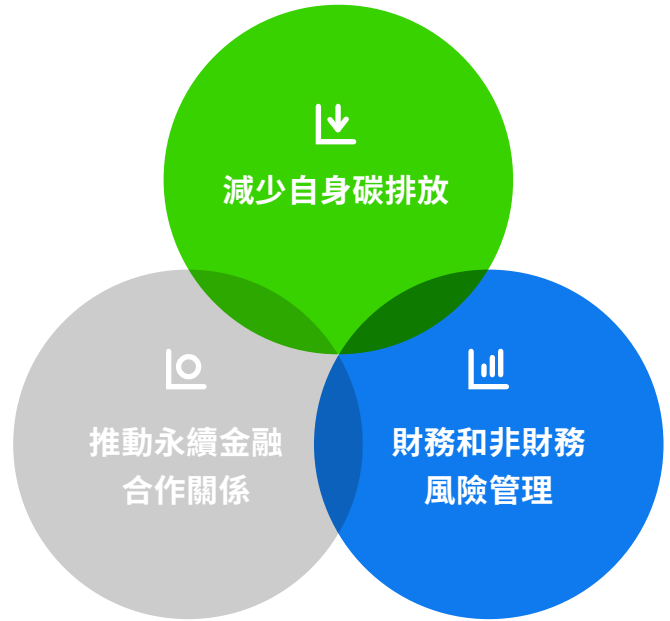 減少自身碳排放
推動永續金融
合作關係
財務和非財務
風險管理